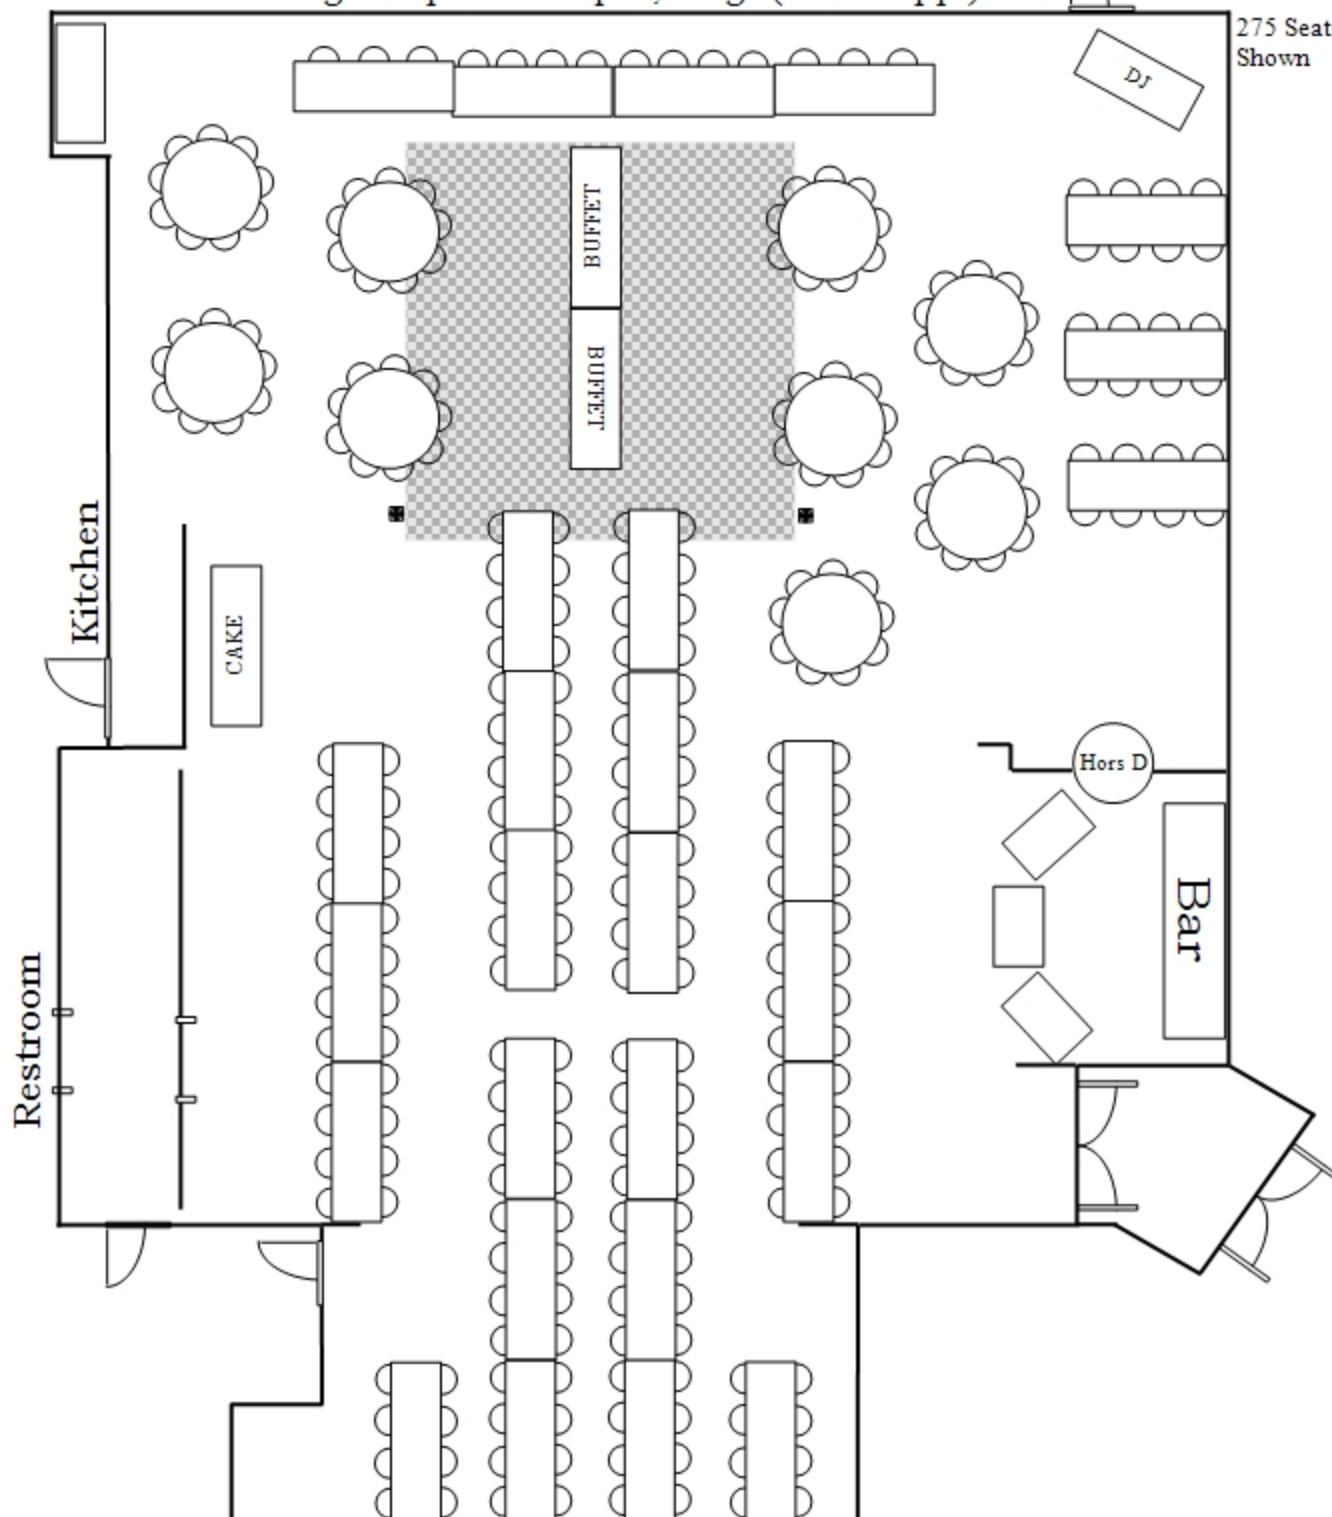 275 Seat
Shown
DJ
BUFFET
BUFFET
Kitchen
CAKE
Hors D
Bar
Restroom